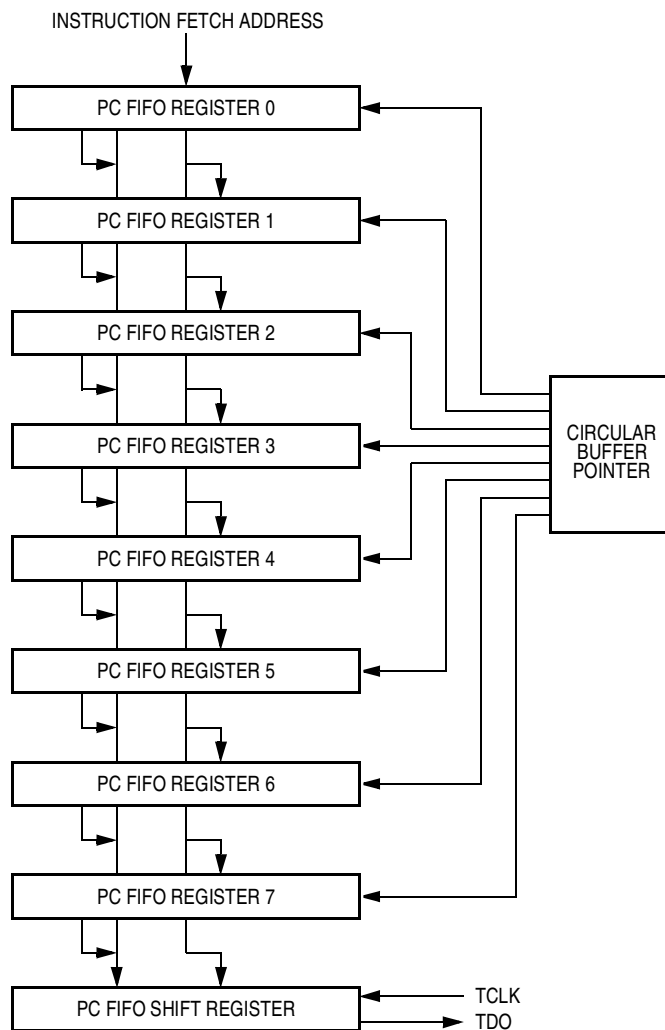 INSTRUCTION FETCH ADDRESS
PC FIFO REGISTER 0
PC FIFO REGISTER 1
PC FIFO REGISTER 2
PC FIFO REGISTER 3
PC FIFO REGISTER 4
PC FIFO REGISTER 5
PC FIFO REGISTER 6
PC FIFO REGISTER 7
PC FIFO SHIFT REGISTER
CIRCULAR
BUFFER
POINTER
TCLK
TDO